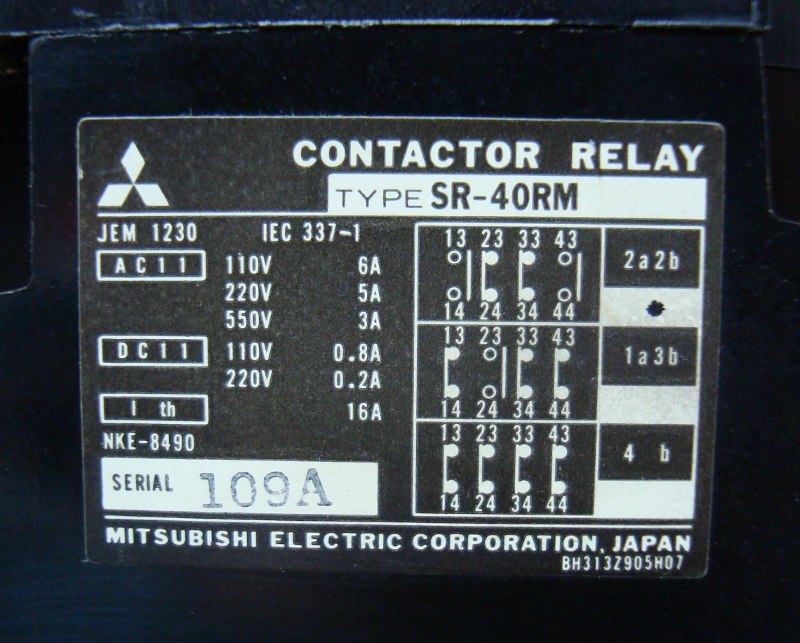 CONTACTOR RELAY
TYPE SR-40RM
JEM 1230 IEC 337-1
AC11 110V 6A
220V 5A
550V 3A
DC11 110V 0.8A
220V 0.2A
I th 16A
NKE-8490
SERIAL 109A
13 23 33 43
2a2b
14 24 34 44
13 23 33 43
1a3b
14 24 34 44
13 23 33 43
4 b
14 24 34 44
MITSUBISHI ELECTRIC CORPORATION, JAPAN
BH313Z905H07